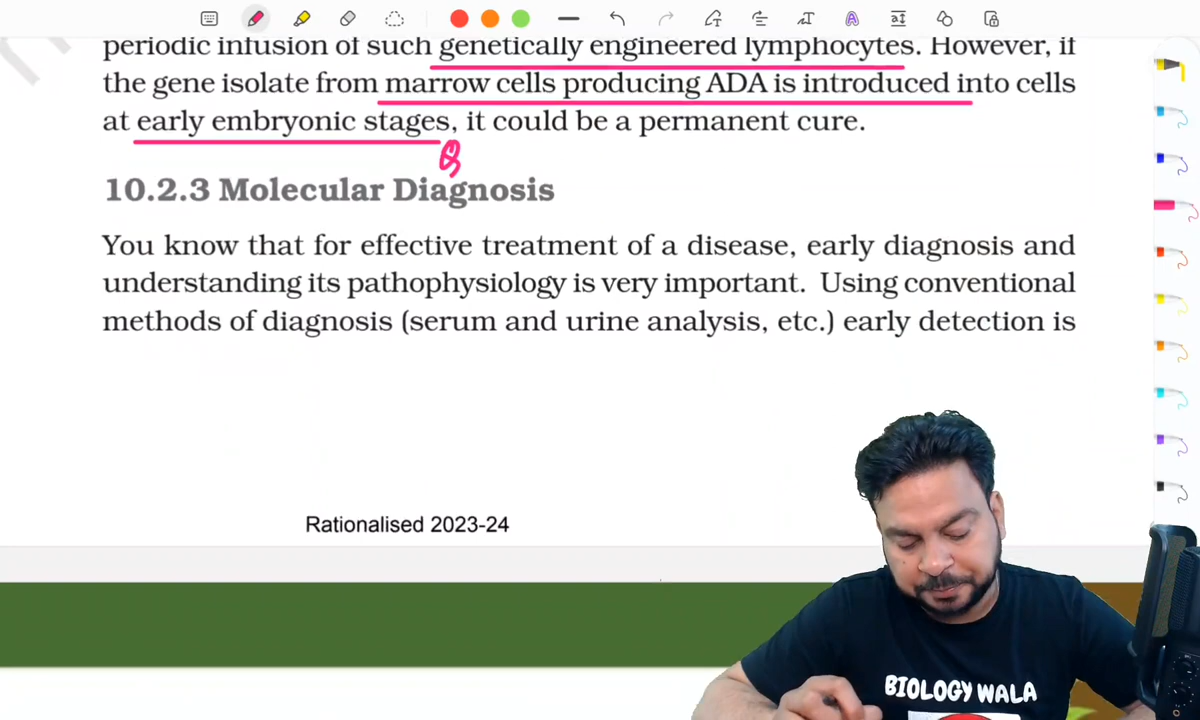 periodic infusion of such genetically engineered lymphocytes. However, if
the gene isolate from marrow cells producing ADA is introduced into cells
at early embryonic stages, it could be a permanent cure.
10.2.3 Molecular Diagnosis
You know that for effective treatment of a disease, early diagnosis and
understanding its pathophysiology is very important. Using conventional
methods of diagnosis (serum and urine analysis, etc.) early detection is
Rationalised 2023-24
BIOLOGY WALA